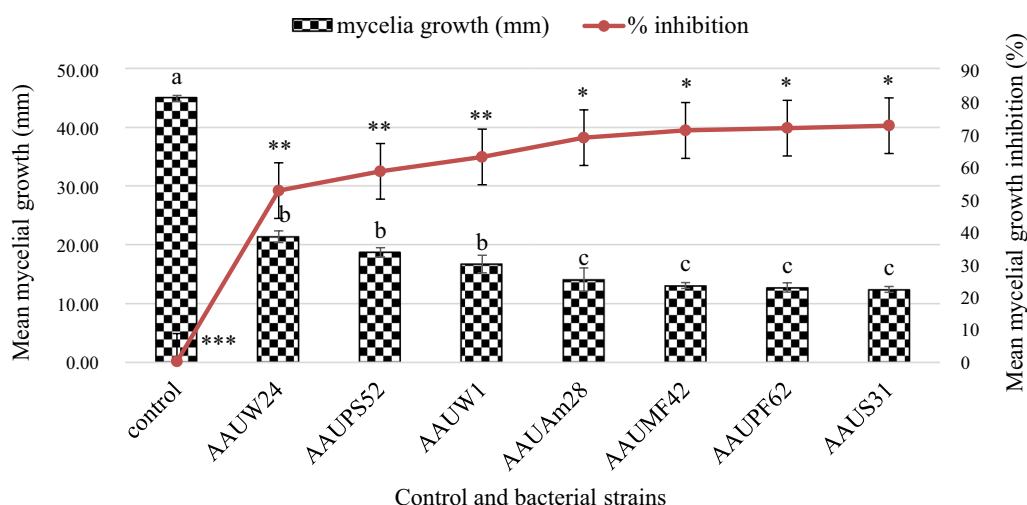 mycelia growth (mm) % inhibition
Mean mycelial growth (mm)
50.00
40.00
30.00
20.00
10.00
0.00
a
b
b
b
c
c
c
c
***
**
**
**
*
*
*
*
90
80
70
60
50
40
30
20
10
0
Mean mycelial growth inhibition (%)
control
AAUW24
AAUPS52
AAUW1
AAUAm28
AAUMF42
AAUPF62
AAUS31
Control and bacterial strains